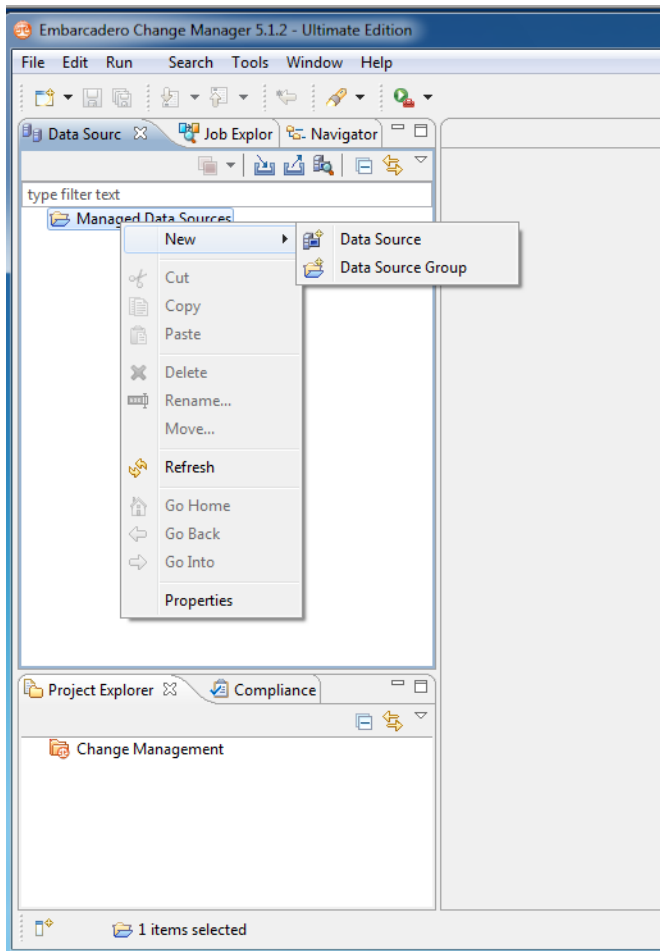 Embarcadero Change Manager 5.1.2 - Ultimate Edition
File Edit Run Search Tools Window Help
Data Sourc Job Explor Navigator
type filter text
Managed Data Sources
New
Data Source
Data Source Group
Cut
Copy
Paste
Delete
Rename...
Move...
Refresh
Go Home
Go Back
Go Into
Properties
Project Explorer Compliance
Change Management
1 items selected